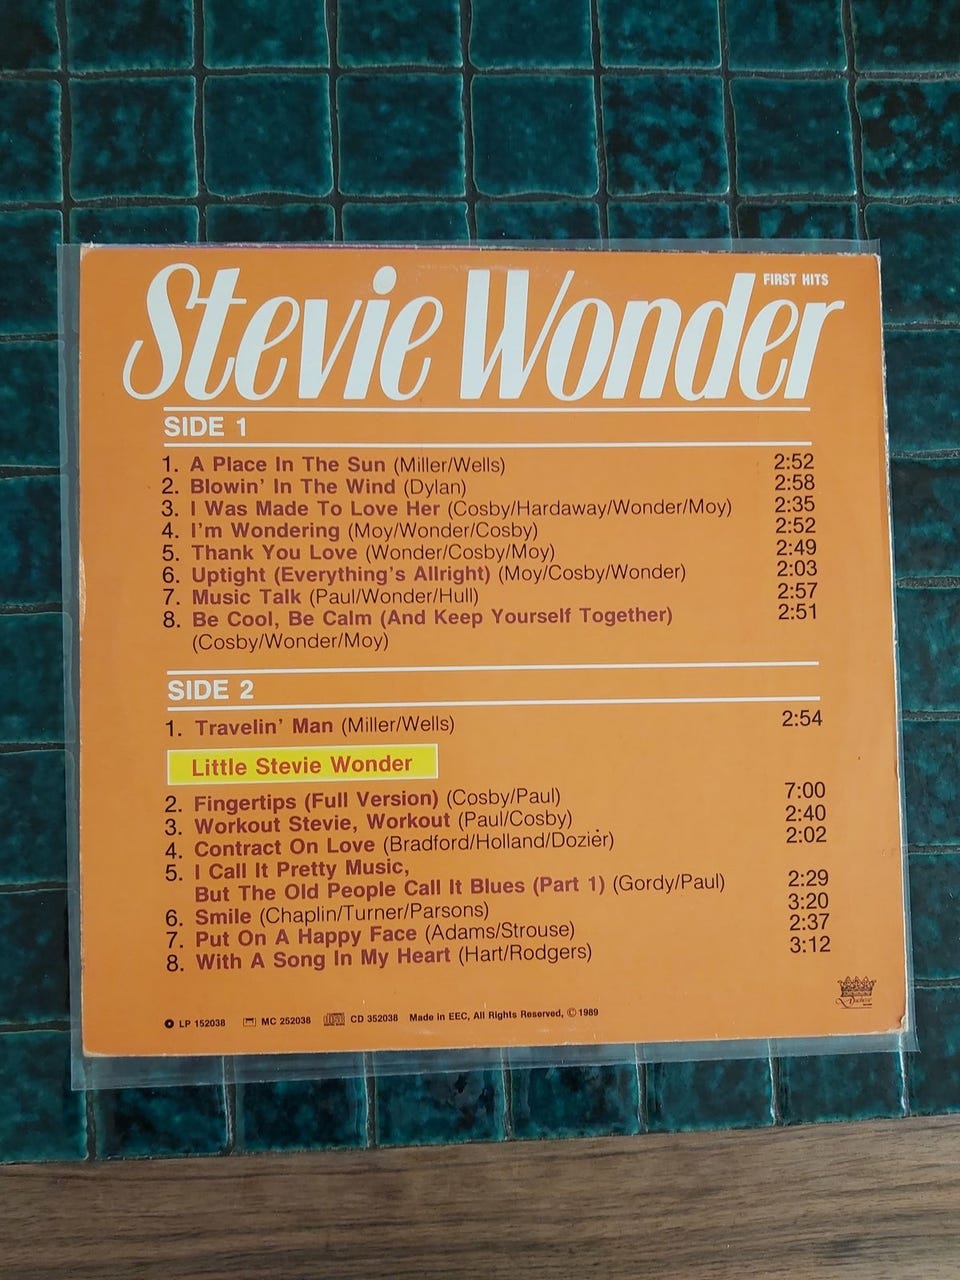 Stevie Wonder
FIRST HITS
SIDE 1
1. A Place In The Sun (Miller/Wells) 2:52
2. Blowin' In The Wind (Dylan) 2:58
3. I Was Made To Love Her (Cosby/Hardaway/Wonder/Moy) 2:35
4. I'm Wondering (Moy/Wonder/Cosby) 2:52
5. Thank You Love (Wonder/Cosby/Moy) 2:49
6. Uptight (Everything's Allright) (Moy/Cosby/Wonder) 2:03
7. Music Talk (Paul/Wonder/Hull) 2:57
8. Be Cool, Be Calm (And Keep Yourself Together) 2:51
(Cosby/Wonder/Moy)
SIDE 2
1. Travelin' Man (Miller/Wells) 2:54
Little Stevie Wonder
2. Fingertips (Full Version) (Cosby/Paul) 7:00
3. Workout Stevie, Workout (Paul/Cosby) 2:40
4. Contract On Love (Bradford/Holland/Dozier) 2:02
5. I Call It Pretty Music,
But The Old People Call It Blues (Part 1) (Gordy/Paul) 2:29
6. Smile (Chaplin/Turner/Parsons) 3:20
7. Put On A Happy Face (Adams/Strouse) 2:37
8. With A Song In My Heart (Hart/Rodgers) 3:12
LP 152038 MC 252038 CD 352038 Made in EEC, All Rights Reserved, © 1989